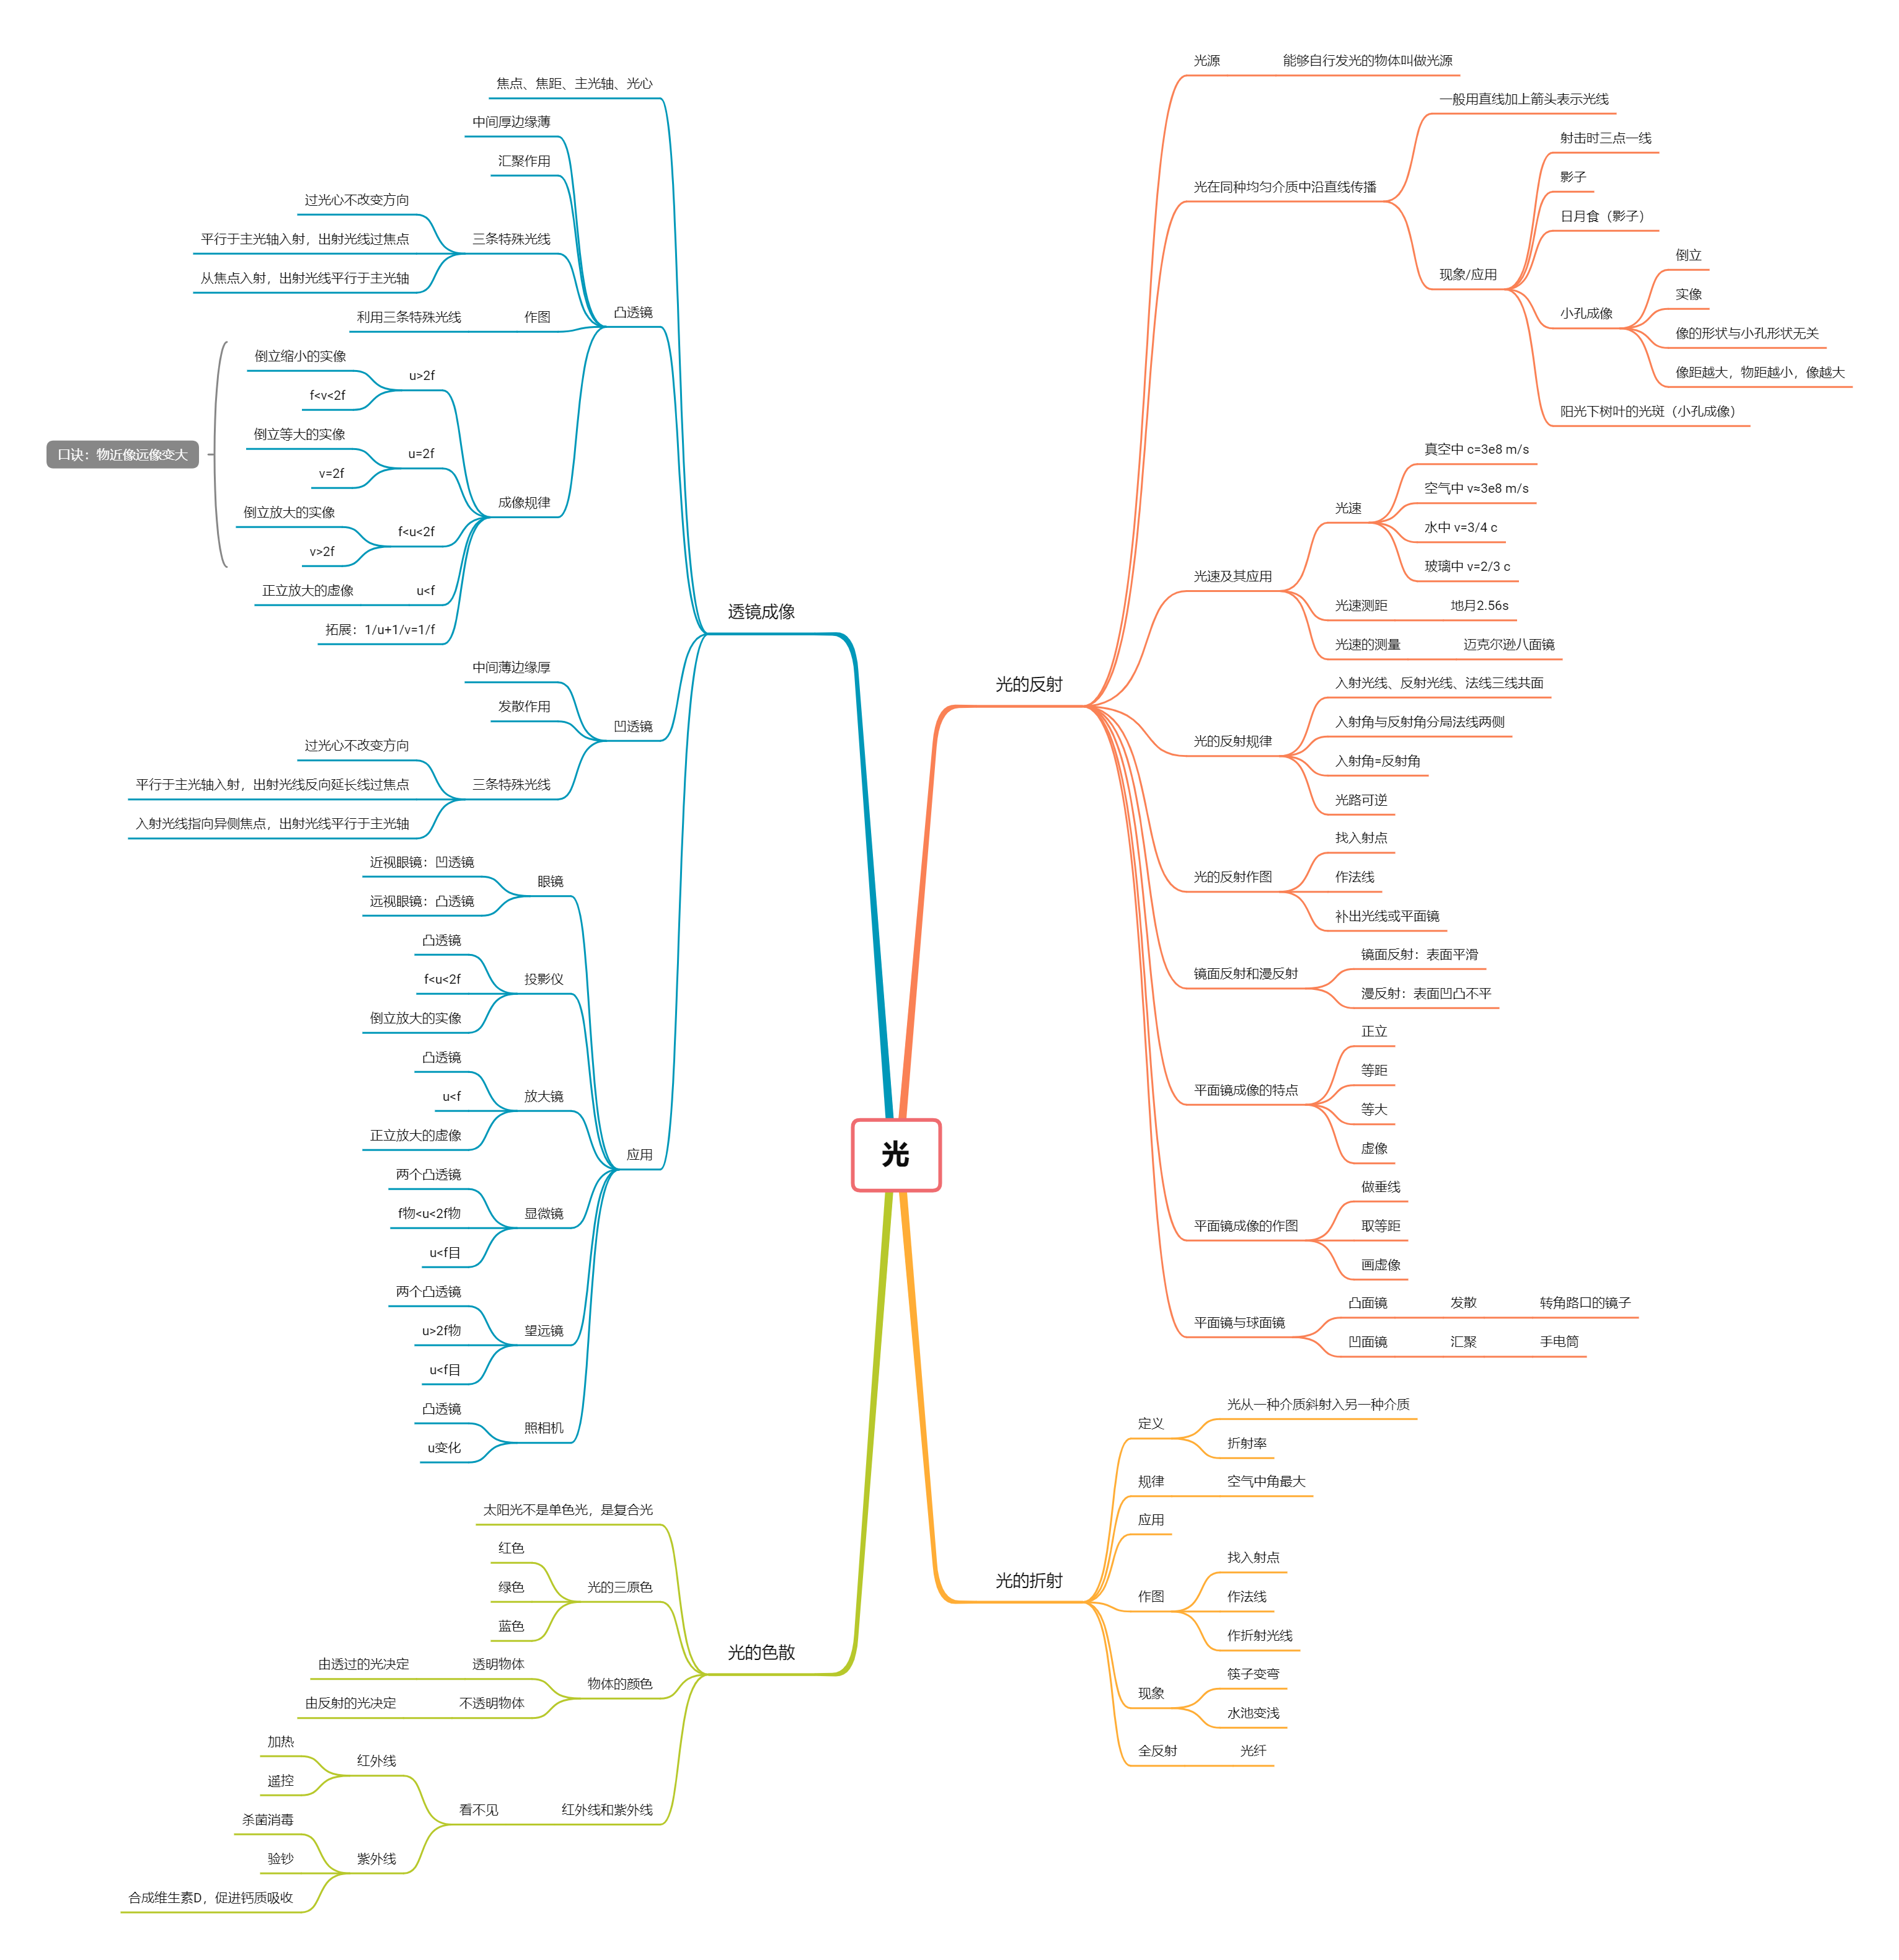 光
光的反射
光源
能够自行发光的物体叫做光源
光在同种均匀介质中沿直线传播
一般用直线加上箭头表示光线
现象/应用
射击时三点一线
影子
日月食（影子）
小孔成像
倒立
实像
像的形状与小孔形状无关
像距越大，物距越小，像越大
阳光下树叶的光斑（小孔成像）
光速及其应用
光速
真空中 c=3e8 m/s
空气中 v≈3e8 m/s
水中 v=3/4 c
玻璃中 v=2/3 c
光速测距
地月2.56s
光速的测量
迈克尔逊八面镜
光的反射规律
入射光线、反射光线、法线三线共面
入射角与反射角分局法线两侧
入射角=反射角
光路可逆
光的反射作图
找入射点
作法线
补出光线或平面镜
镜面反射和漫反射
镜面反射：表面平滑
漫反射：表面凹凸不平
平面镜成像的特点
正立
等距
等大
虚像
平面镜成像的作图
做垂线
取等距
画虚像
平面镜与球面镜
凸面镜
发散
转角路口的镜子
凹面镜
汇聚
手电筒
光的折射
定义
光从一种介质斜射入另一种介质
折射率
规律
空气中角最大
应用
作图
找入射点
作法线
作折射光线
现象
筷子变弯
水池变浅
全反射
光纤
透镜成像
焦点、焦距、主光轴、光心
凸透镜
中间厚边缘薄
汇聚作用
三条特殊光线
过光心不改变方向
平行于主光轴入射，出射光线过焦点
从焦点入射，出射光线平行于主光轴
作图
利用三条特殊光线
成像规律
u>2f
倒立缩小的实像
f<v<2f
u=2f
倒立等大的实像
v=2f
f<u<2f
倒立放大的实像
v>2f
口诀：物近像远像变大
u<f
正立放大的虚像
拓展：1/u+1/v=1/f
凹透镜
中间薄边缘厚
发散作用
三条特殊光线
过光心不改变方向
平行于主光轴入射，出射光线反向延长线过焦点
入射光线指向异侧焦点，出射光线平行于主光轴
应用
眼镜
近视眼镜：凹透镜
远视眼镜：凸透镜
投影仪
凸透镜
f<u<2f
倒立放大的实像
放大镜
凸透镜
u<f
正立放大的虚像
显微镜
两个凸透镜
f物<u<2f物
u<f目
望远镜
两个凸透镜
u>2f物
u<f目
照相机
凸透镜
u变化
光的色散
太阳光不是单色光，是复合光
光的三原色
红色
绿色
蓝色
物体的颜色
透明物体
由透过的光决定
不透明物体
由反射的光决定
红外线和紫外线
看不见
红外线
加热
遥控
紫外线
杀菌消毒
验钞
合成维生素D，促进钙质吸收